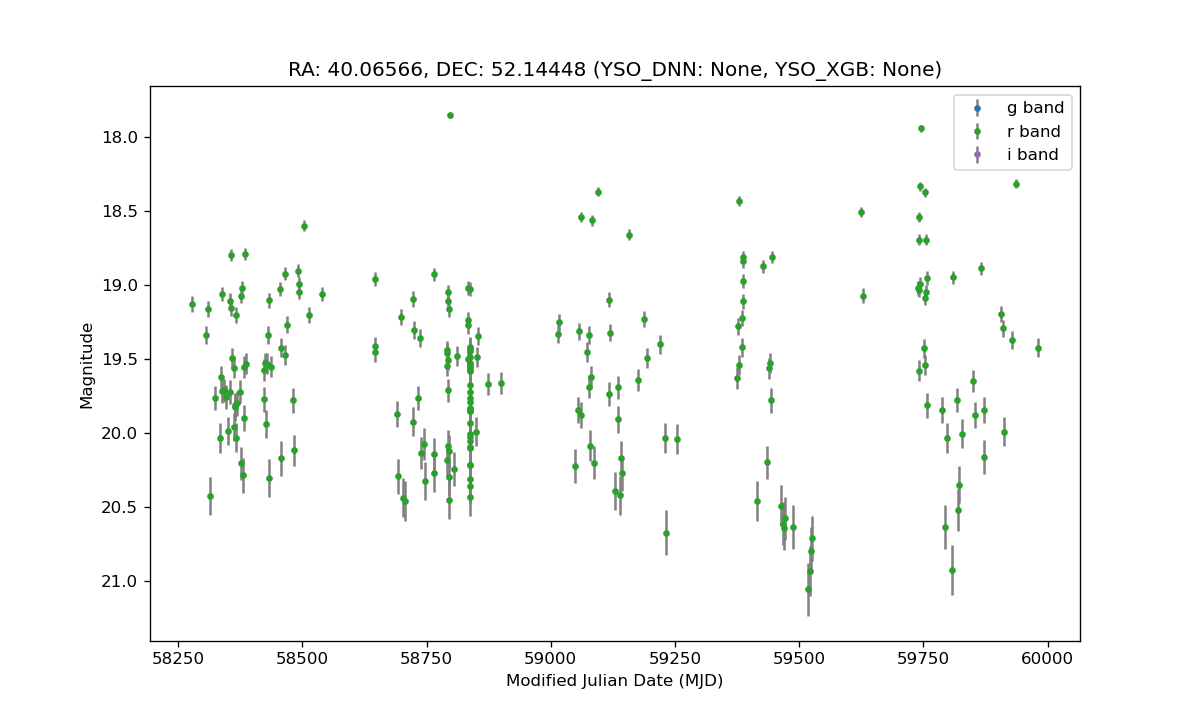 RA: 40.06566, DEC: 52.14448 (YSO_DNN: None, YSO_XGB: None)
g band
r band
i band
18.0
18.5
19.0
19.5
20.0
20.5
21.0
Magnitude
58250 58500 58750 59000 59250 59500 59750 60000
Modified Julian Date (MJD)